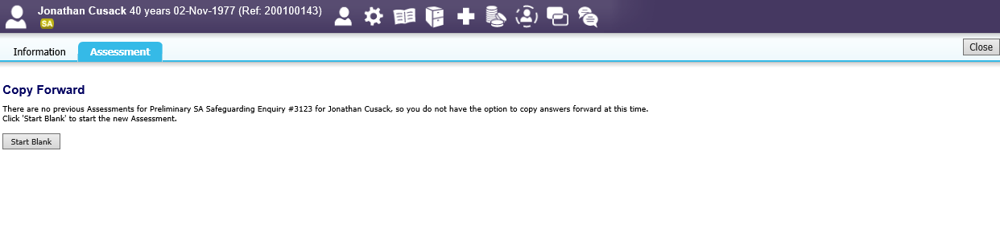 Jonathan Cusack 40 years 02-Nov-1977 (Ref: 200100143)
SA
Information
Assessment
Close
Copy Forward
There are no previous Assessments for Preliminary SA Safeguarding Enquiry #3123 for Jonathan Cusack, so you do not have the option to copy answers forward at this time.
Click 'Start Blank' to start the new Assessment.
Start Blank